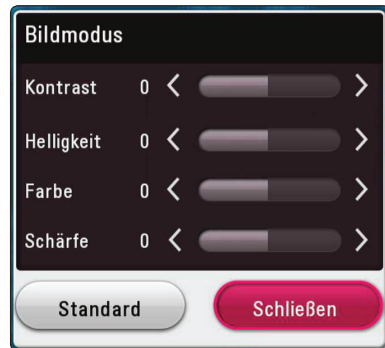 Bildmodus
Kontrast 0
Helligkeit 0
Farbe 0
Schärfe 0
Standard Schließen